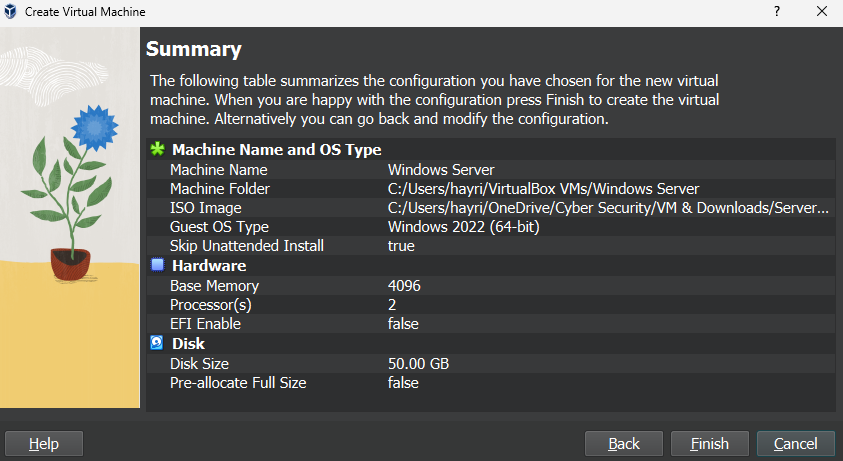 Create Virtual Machine
?
Summary
The following table summarizes the configuration you have chosen for the new virtual
machine. When you are happy with the configuration press Finish to create the virtual
machine. Alternatively you can go back and modify the configuration.
Machine Name and OS Type
Machine Name Windows Server
Machine Folder C:/Users/hayri/VirtualBox VMs/Windows Server
ISO Image C:/Users/hayri/OneDrive/Cyber Security/VM & Downloads/Server...
Guest OS Type Windows 2022 (64-bit)
Skip Unattended Install true
Hardware
Base Memory 4096
Processor(s) 2
EFI Enable false
Disk
Disk Size 50.00 GB
Pre-allocate Full Size false
Help Back Finish Cancel